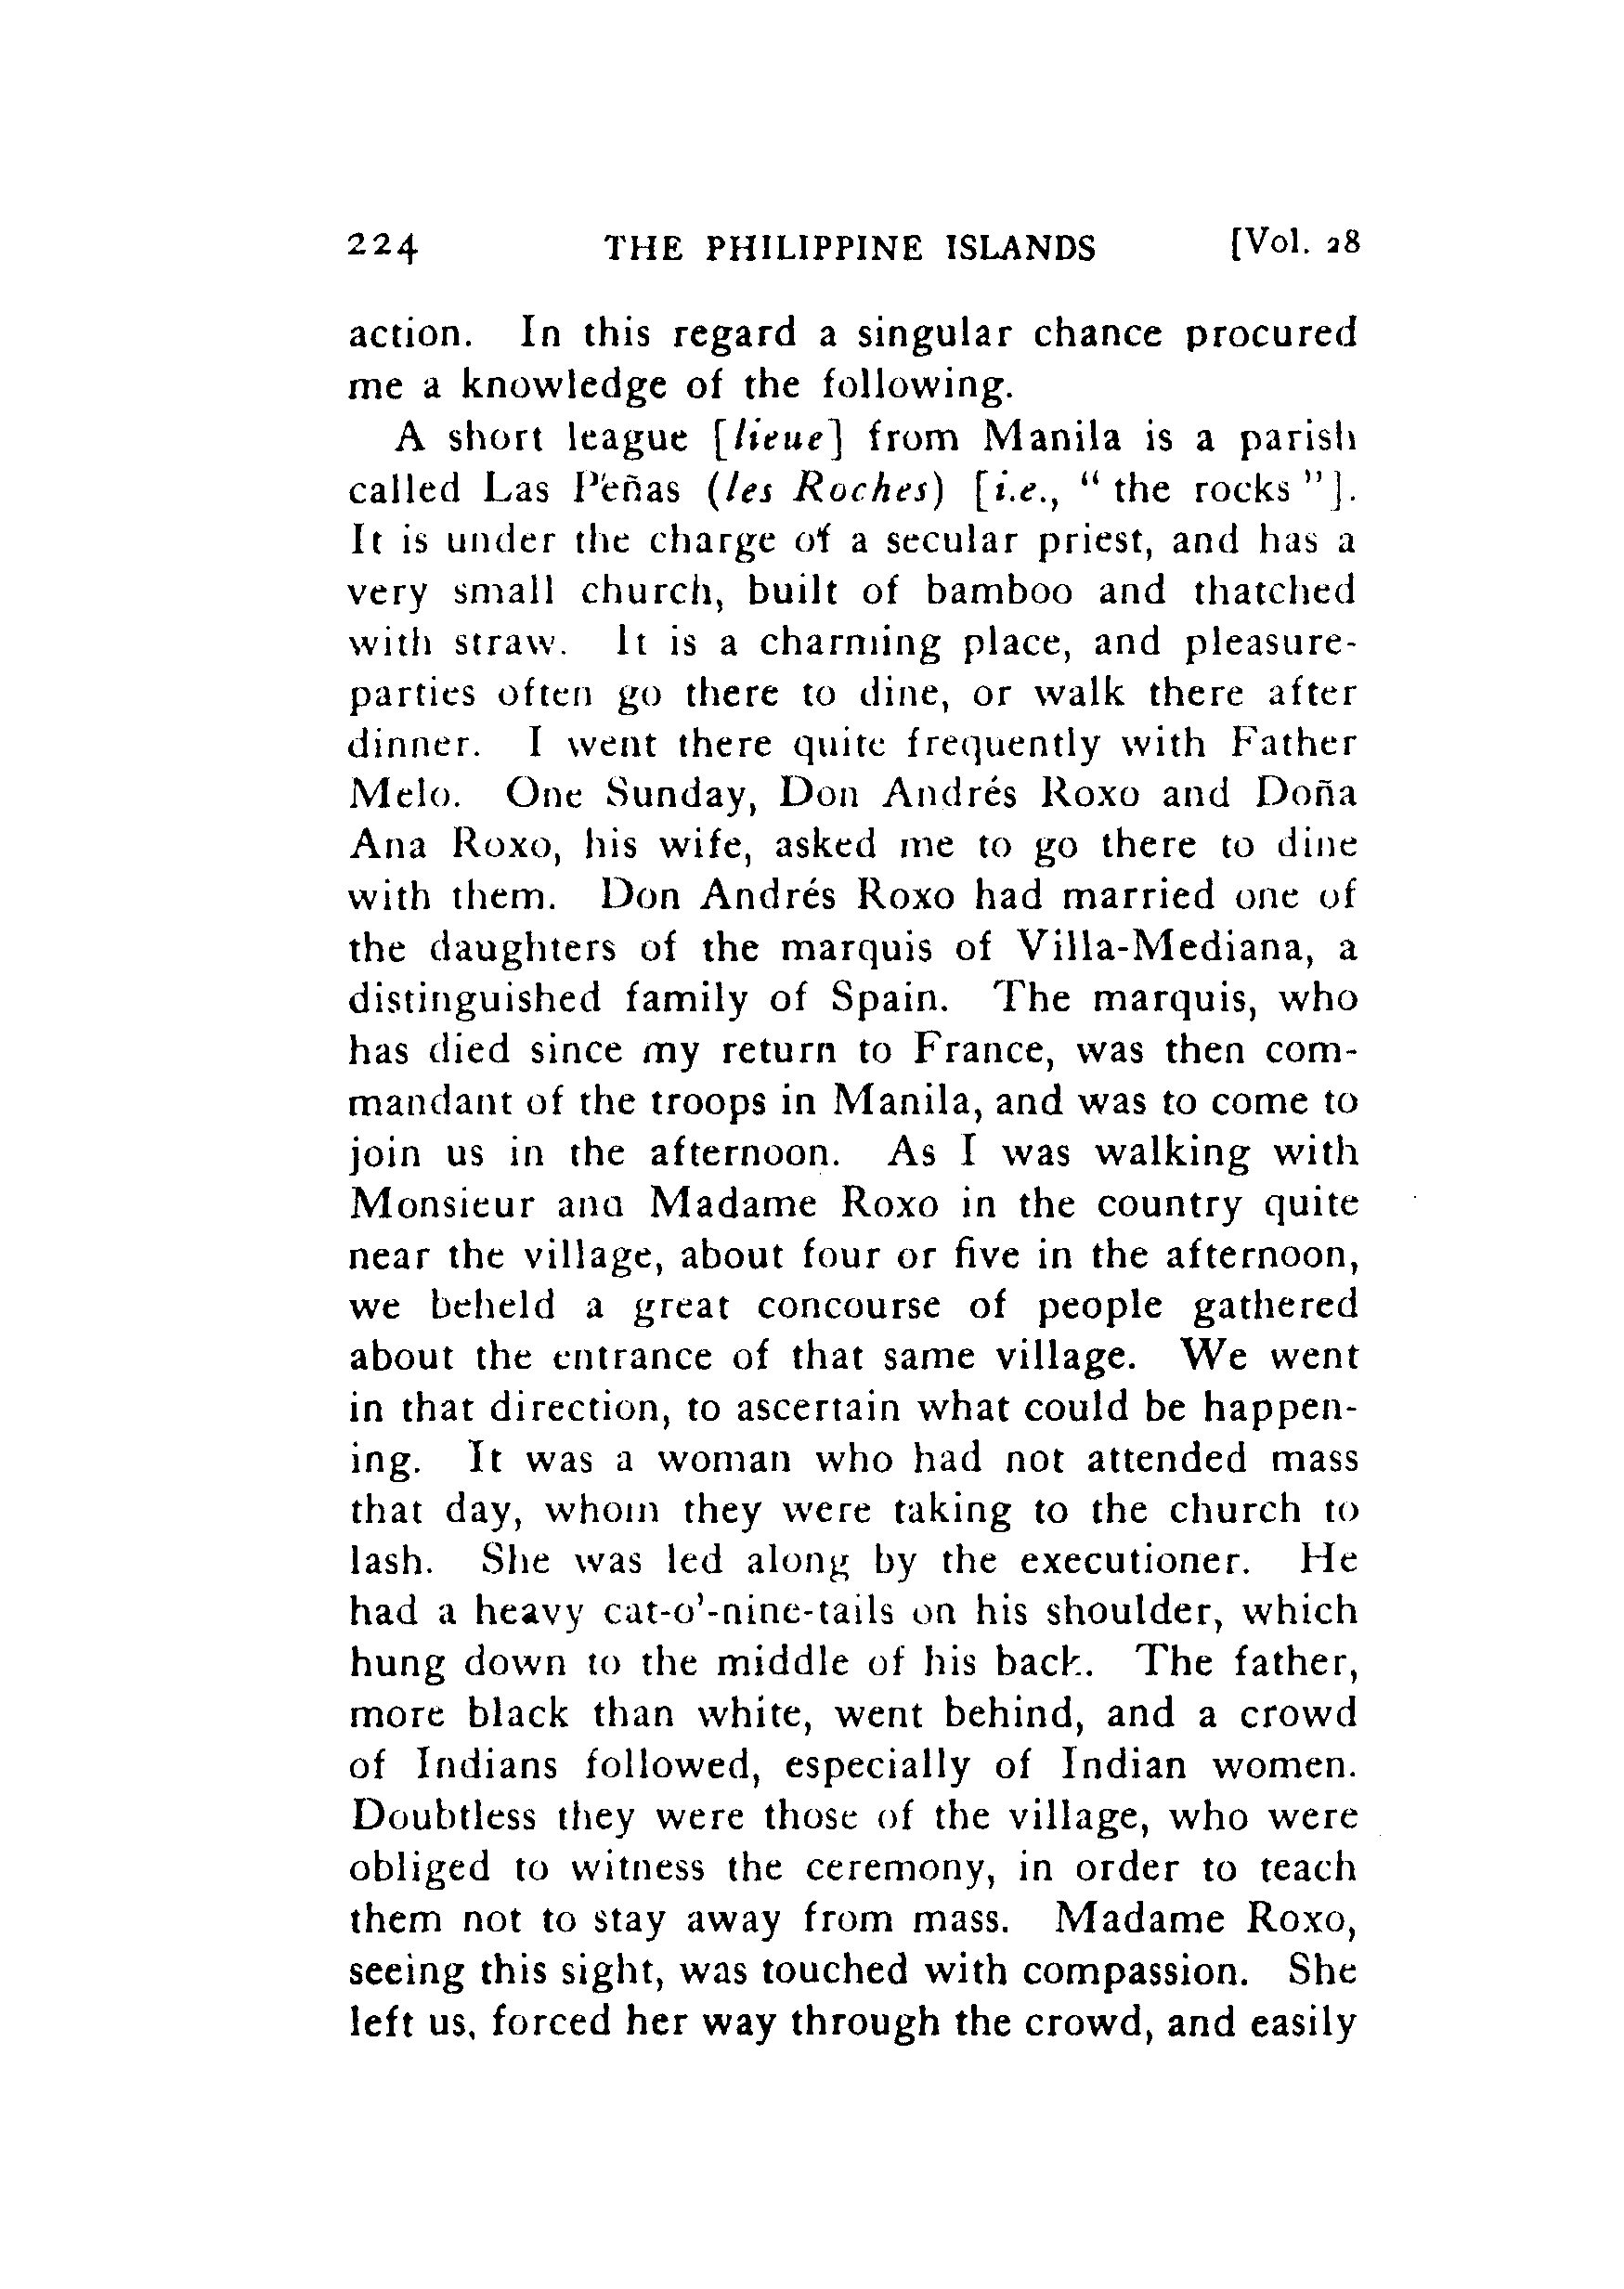 224 THE PHILIPPINE ISLANDS [Vol. 28
action. In this regard a singular chance procured
me a knowledge of the following.
A short league [lieue] from Manila is a parish
called Las Peñas (les Roches) [i.e., “ the rocks ”].
It is under the charge of a secular priest, and has a
very small church, built of bamboo and thatched
with straw. It is a charming place, and pleasure-
parties often go there to dine, or walk there after
dinner. I went there quite frequently with Father
Melo. One Sunday, Don Andrés Roxo and Doña
Ana Roxo, his wife, asked me to go there to dine
with them. Don Andrés Roxo had married one of
the daughters of the marquis of Villa-Mediana, a
distinguished family of Spain. The marquis, who
has died since my return to France, was then com-
mandant of the troops in Manila, and was to come to
join us in the afternoon. As I was walking with
Monsieur and Madame Roxo in the country quite
near the village, about four or five in the afternoon,
we beheld a great concourse of people gathered
about the entrance of that same village. We went
in that direction, to ascertain what could be happen-
ing. It was a woman who had not attended mass
that day, whom they were taking to the church to
lash. She was led along by the executioner. He
had a heavy cat-o’-nine-tails on his shoulder, which
hung down to the middle of his back. The father,
more black than white, went behind, and a crowd
of Indians followed, especially of Indian women.
Doubtless they were those of the village, who were
obliged to witness the ceremony, in order to teach
them not to stay away from mass. Madame Roxo,
seeing this sight, was touched with compassion. She
left us, forced her way through the crowd, and easily